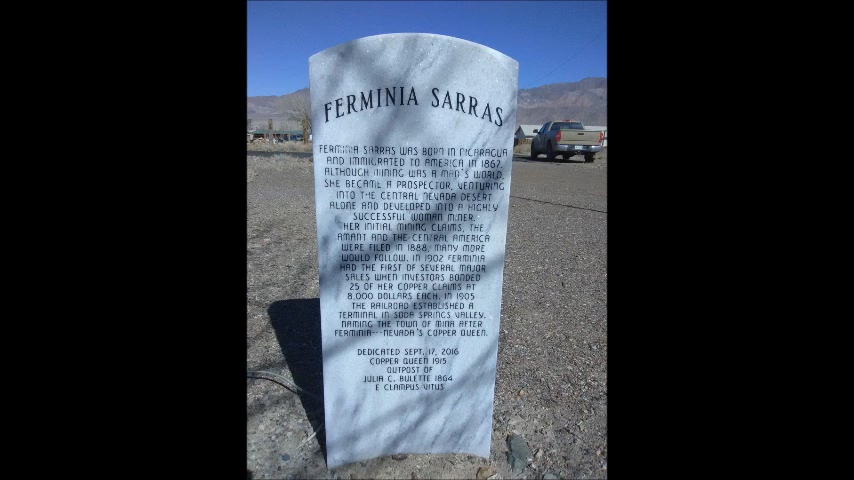 FERMINIA SARRAS
FERMINIA SARRAS WAS BORN IN NICARAGUA
AND IMMIGRATED TO AMERICA IN 1867.
ALTHOUGH MINING WAS A MAN'S WORLD,
SHE BECAME A PROSPECTOR, VENTURING
INTO THE CENTRAL NEVADA DESERT
ALONE AND DEVELOPED INTO A HIGHLY
SUCCESSFUL WOMAN MINER.
HER INITIAL MINING CLAIMS, THE
AMANT AND THE CENTRAL AMERICA
WERE FILED IN 1888, MANY MORE
WOULD FOLLOW. IN 1902 FERMINIA
HAD THE FIRST OF SEVERAL MAJOR
SALES WHEN INVESTORS BONDED
25 OF HER COPPER CLAIMS AT
8,000 DOLLARS EACH. IN 1905
THE RAILROAD ESTABLISHED A
TERMINAL IN SODA SPRINGS VALLEY,
NAMING THE TOWN OF MINA AFTER
FERMINIA---NEVADA'S COPPER QUEEN.
DEDICATED SEPT. 17, 2016
COPPER QUEEN 1915
OUTPOST OF
JULIA C. BULETTE 1864
E CLAMPUS VITUS